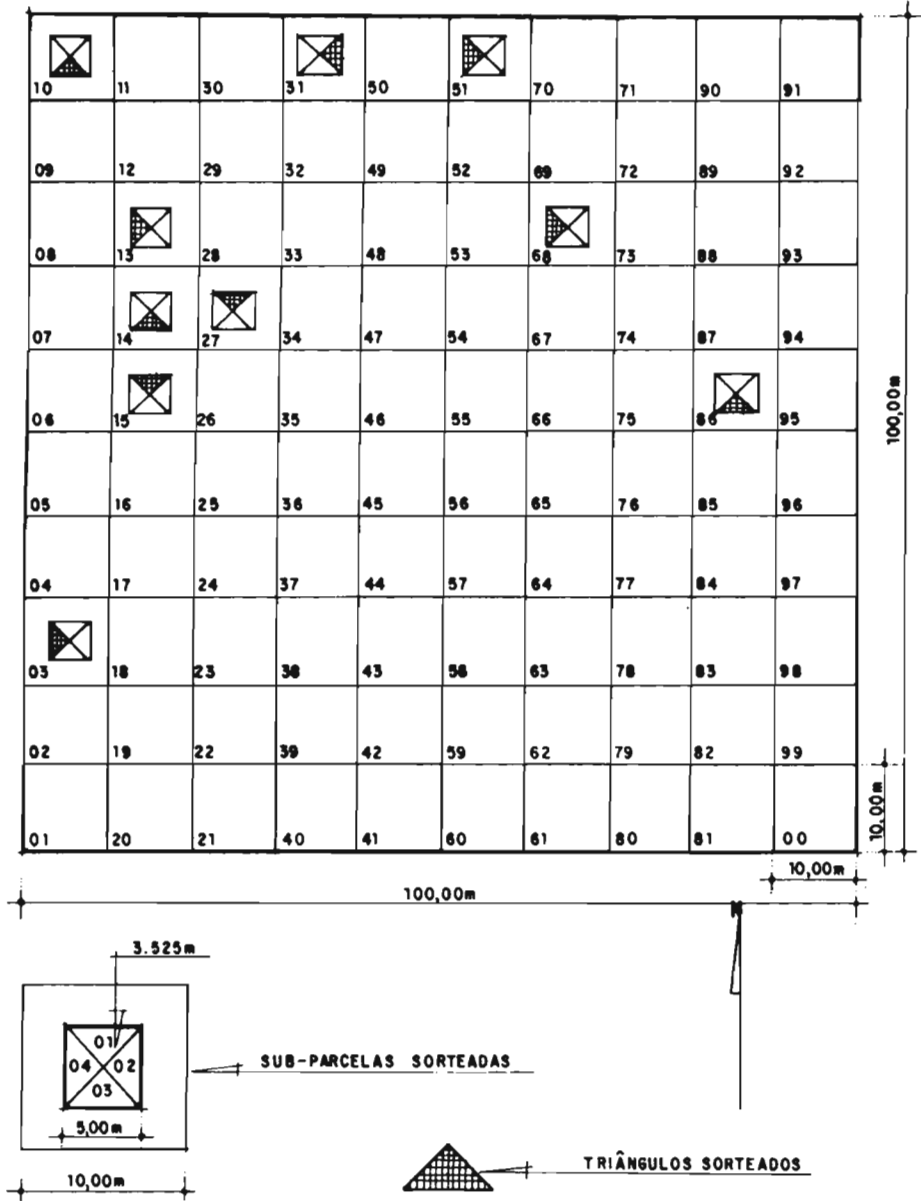 10 11 30 31 50 51 70 71 90 91
09 12 29 32 49 52 69 72 89 92
08 13 28 33 48 53 68 73 88 93
07 14 27 34 47 54 67 74 87 94
06 15 26 35 46 55 66 75 86 95
100,00m
05 16 25 36 45 56 65 76 85 96
04 17 24 37 44 57 64 77 84 97
03 18 23 38 43 58 63 78 83 98
02 19 22 39 42 59 62 79 82 99
10,00m
01 20 21 40 41 60 61 80 81 00
10,00m
100,00m
N
3.525m
01
04 02
03
SUB-PARCELAS SORTEADAS
5,00m
TRIÂNGULOS SORTEADOS
10,00m